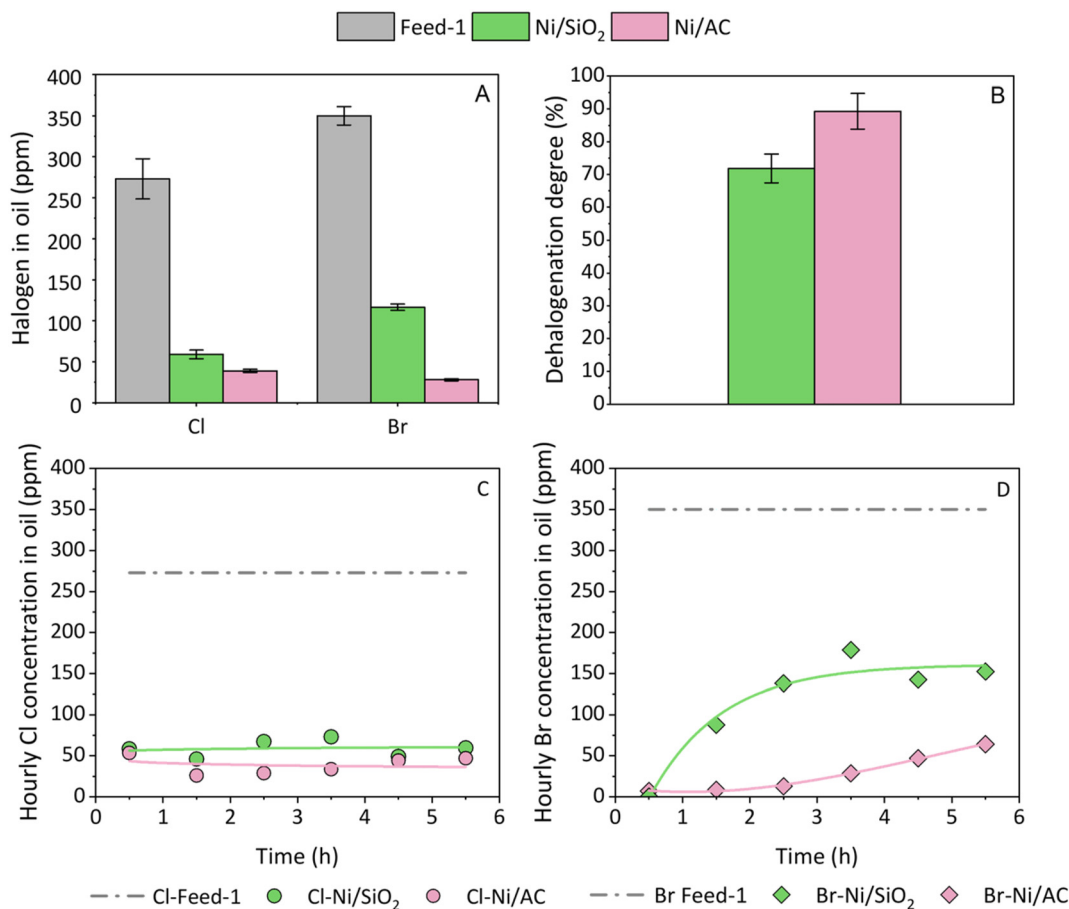 Feed-1 Ni/SiO₂ Ni/AC
A
Halogen in oil (ppm)
400
350
300
250
200
150
100
50
0
Cl Br
B
Dehalogenation degree (%)
100
90
80
70
60
50
40
30
20
10
0
C
Hourly Cl concentration in oil (ppm)
400
350
300
250
200
150
100
50
0
0 1 2 3 4 5 6
Time (h)
Cl-Feed-1 Cl-Ni/SiO₂ Cl-Ni/AC
D
Hourly Br concentration in oil (ppm)
400
350
300
250
200
150
100
50
0
0 1 2 3 4 5 6
Time (h)
Br Feed-1 Br-Ni/SiO₂ Br-Ni/AC